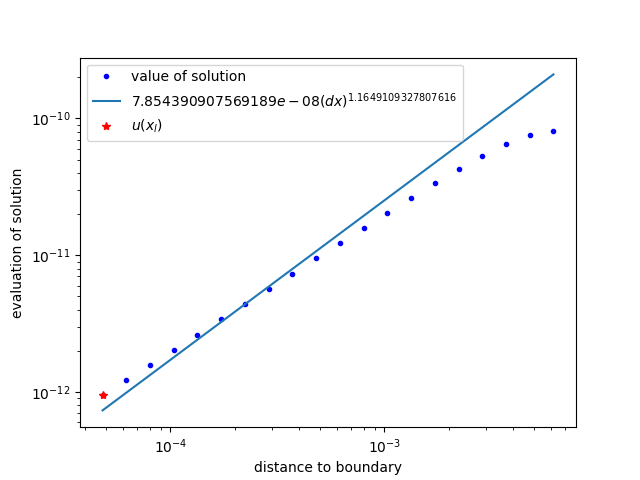 value of solution
7.854390907569189e − 08(dx)^1.1649109327807616
u(x_l)
10^−10
10^−11
10^−12
evaluation of solution
10^−4
10^−3
distance to boundary